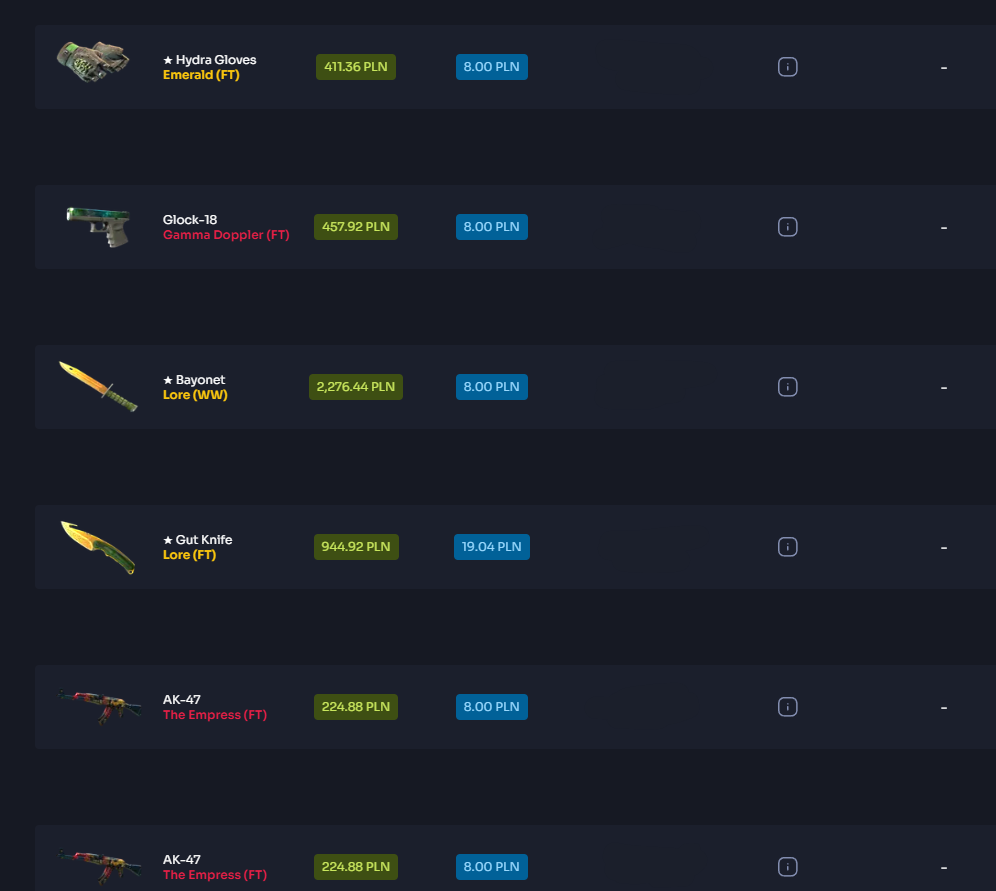 ★ Hydra Gloves
Emerald (FT)
411.36 PLN
8.00 PLN
-
Glock-18
Gamma Doppler (FT)
457.92 PLN
8.00 PLN
-
★ Bayonet
Lore (WW)
2,276.44 PLN
8.00 PLN
-
★ Gut Knife
Lore (FT)
944.92 PLN
19.04 PLN
-
AK-47
The Empress (FT)
224.88 PLN
8.00 PLN
-
AK-47
The Empress (FT)
224.88 PLN
8.00 PLN
-